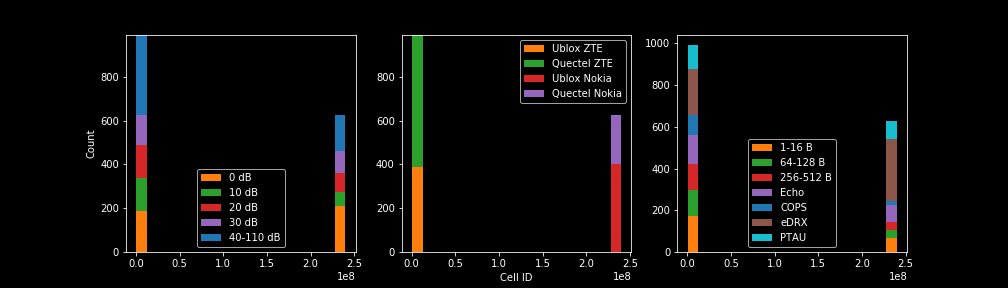 Count
800
600
400
200
0
0 dB
10 dB
20 dB
30 dB
40-110 dB
0.0 0.5 1.0 1.5 2.0 2.5
1e8
800
600
400
200
0
Ublox ZTE
Quectel ZTE
Ublox Nokia
Quectel Nokia
0.0 0.5 1.0 1.5 2.0 2.5
1e8
Cell ID
1000
800
600
400
200
0
1-16 B
64-128 B
256-512 B
Echo
COPS
eDRX
PTAU
0.0 0.5 1.0 1.5 2.0 2.5
1e8